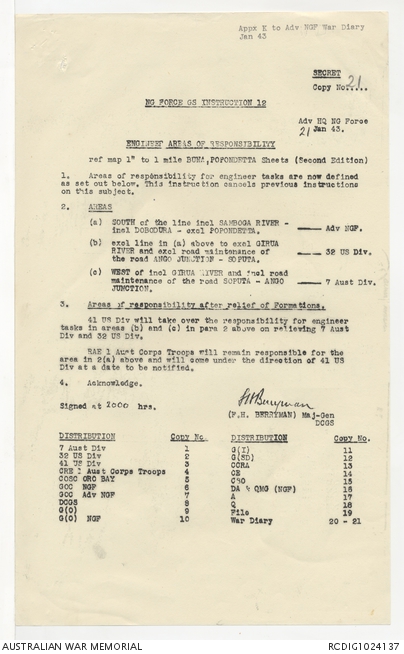 Appx K to Adv NGF War Diary
Jan 43
SECRET
Copy No. 21
NG FORCE GS INSTRUCTION 12
Adv HQ NG Force
21 Jan 43.
ENGINEER AREAS OF RESPONSIBILITY
ref map 1" to 1 mile BUNA, POPONDETTA Sheets (Second Edition)
1. Areas of responsibility for engineer tasks are now defined
as set out below. This instruction cancels previous instructions
on this subject.
2. AREAS
(a) SOUTH of the line incl SAMBOGA RIVER -
incl DOBODURA - excl POPONDETTA. —— Adv NGF.
(b) excl line in (a) above to excl GIRUA
RIVER and excl road maintenance of
the road ANGO JUNCTION - SOPUTA. —— 32 US Div.
(c) WEST of incl GIRUA RIVER and incl road
maintenance of the road SOPUTA - ANGO
JUNCTION. —— 7 Aust Div.
3. Areas of responsibility after relief of Formations.
41 US Div will take over the responsibility for engineer
tasks in areas (b) and (c) in para 2 above on relieving 7 Aust
Div and 32 US Div.
RAE 1 Aust Corps Troops will remain responsible for the
area in 2(a) above and will come under the direction of 41 US
Div at a date to be notified.
4. Acknowledge.
Signed at 2000 hrs.
FH Berryman
(F.H. BERRYMAN) Maj-Gen
DCGS
DISTRIBUTION Copy No.
7 Aust Div 1
32 US Div 2
41 US Div 3
CRE 1 Aust Corps Troops 4
COSC ORO BAY 5
GOC NGF 6
GOC Adv NGF 7
DCGS 8
G(O) 9
G(O) NGF 10
DISTRIBUTION Copy No.
G(I) 11
G(SD) 12
CCRA 13
CE 14
CSO 15
DA & QMG (NGF) 16
A 17
Q 18
File 19
War Diary 20 - 21
AUSTRALIAN WAR MEMORIAL
RCDIG1024137